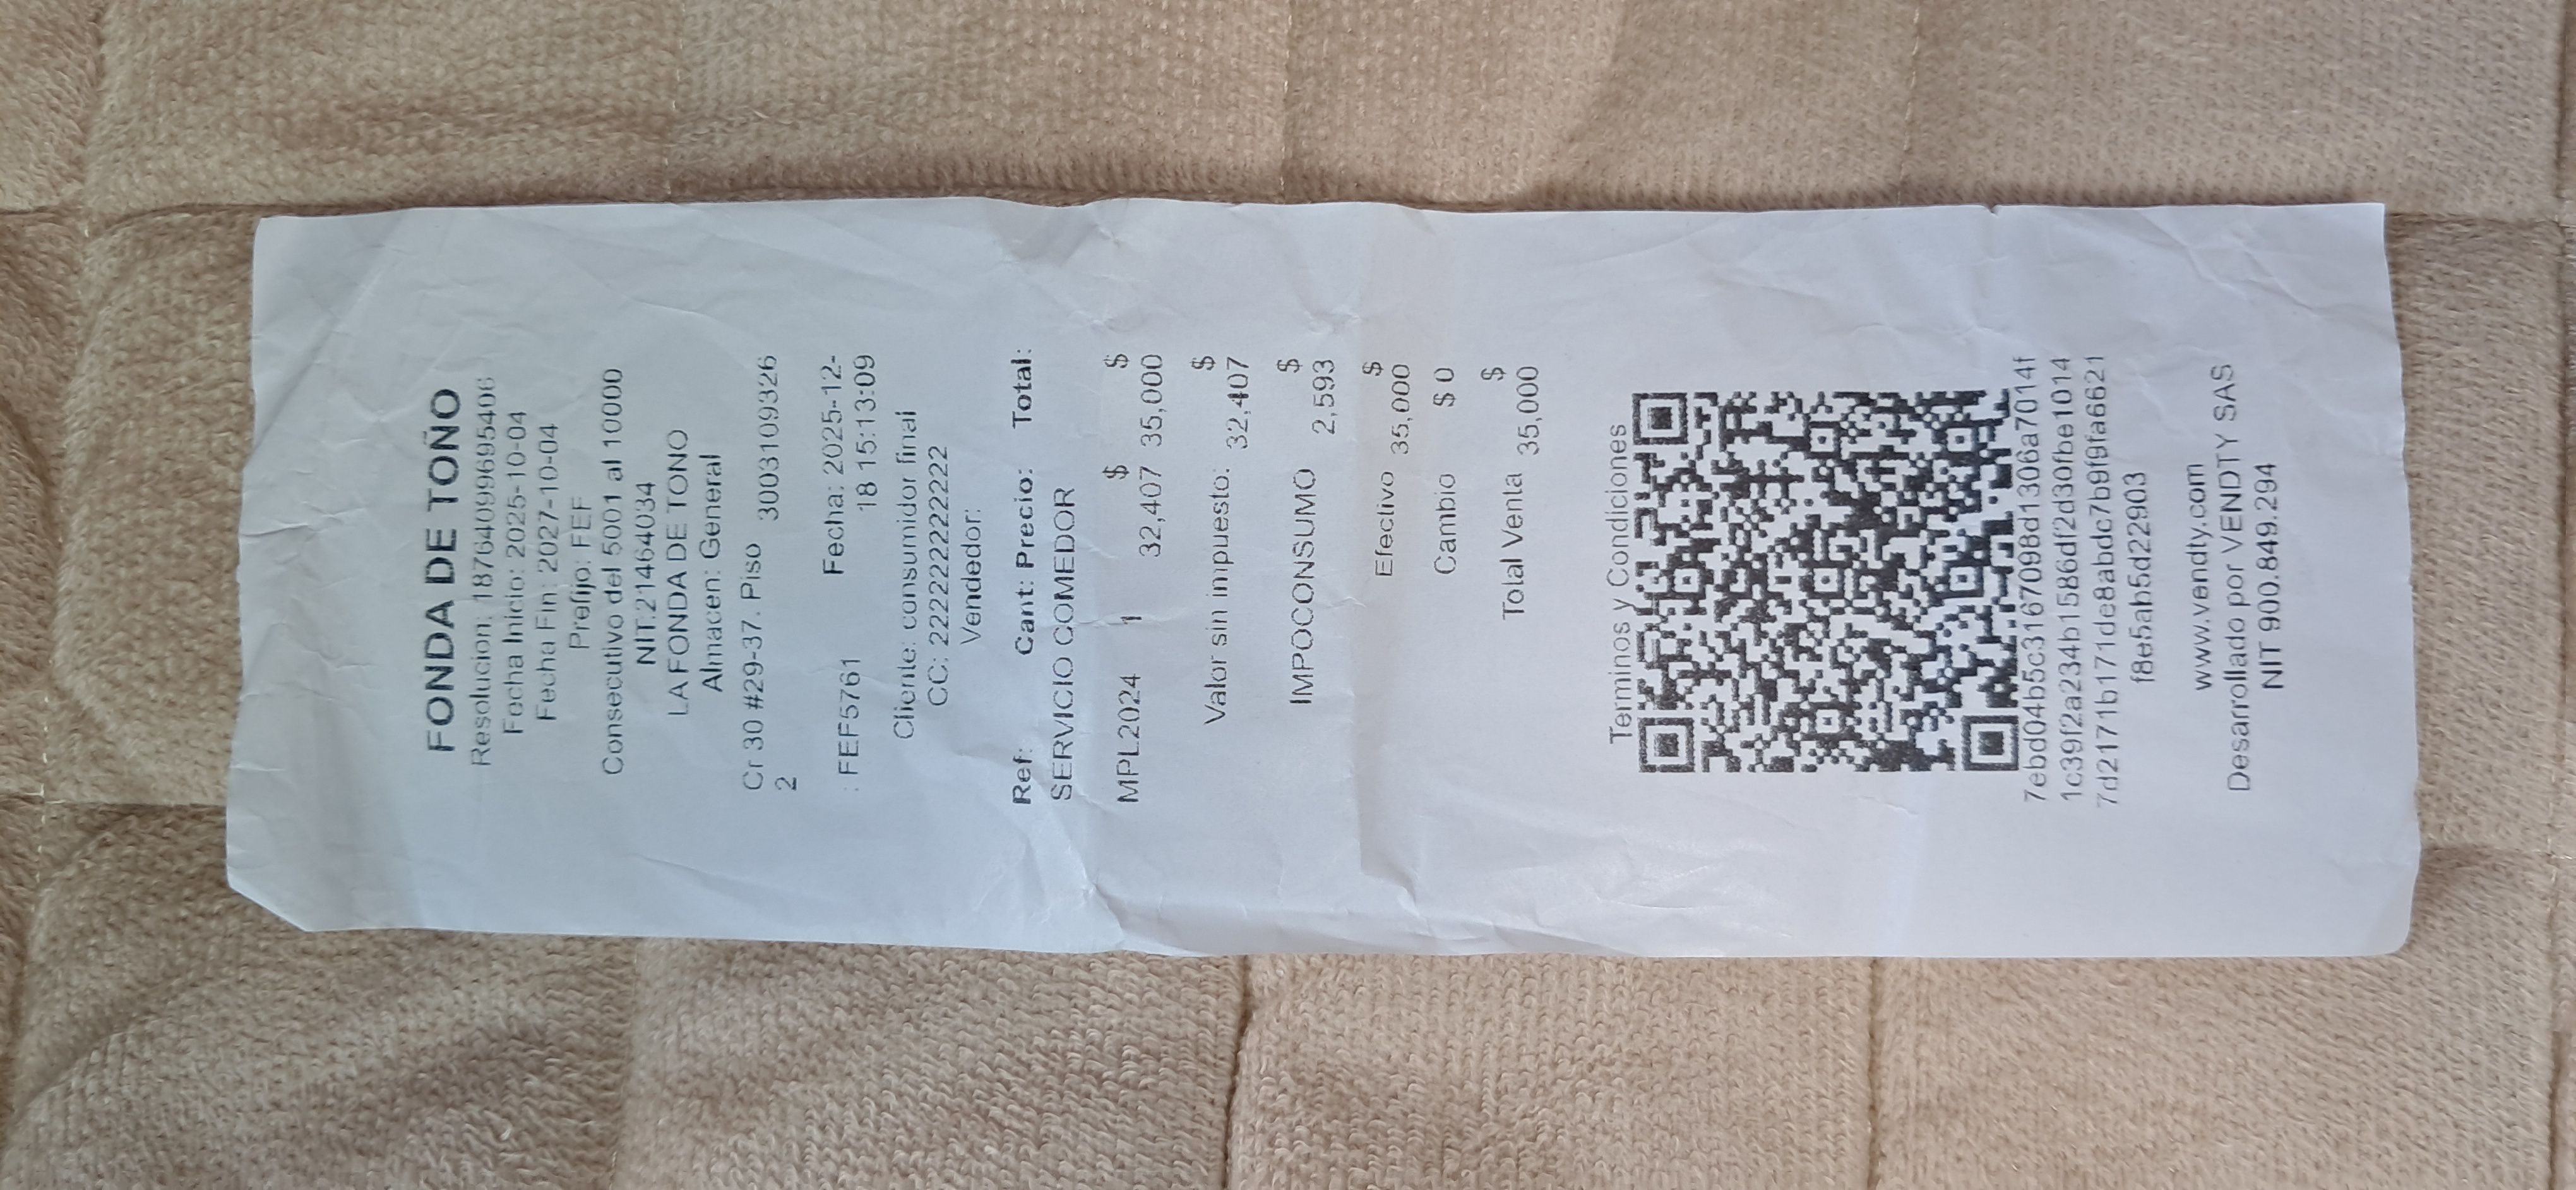 FONDA DE TOÑO
Resolucion: 18764099695406
Fecha Inicio: 2025-10-04
Fecha Fin: 2027-10-04
Prefijo: FEF
Consecutivo del 5001 al 10000
NIT:21464034
LA FONDA DE TONO
Almacen: General
Cr 30 #29-37. Piso 3003109326
2
: FEF5761 Fecha: 2025-12-
18 15:13:09
Cliente: consumidor final
CC: 222222222222
Vendedor:
Ref: Cant: Precio: Total:
SERVICIO COMEDOR
$ $
MPL2024 1 32,407 35,000
$
Valor sin impuesto: 32,407
$
IMPOCONSUMO 2,593
$
Efectivo 35,000
Cambio $ 0
$
Total Venta 35,000
Terminos y Condiciones
7ebd04b5c3167098d1306a7014f
1c39f2a234b1586df2d30fbe1014
7d2171b171de8abdc7b9f9fa6621
f8e5ab5d22903
www.vendty.com
Desarrollado por VENDTY SAS
NIT 900.849.294